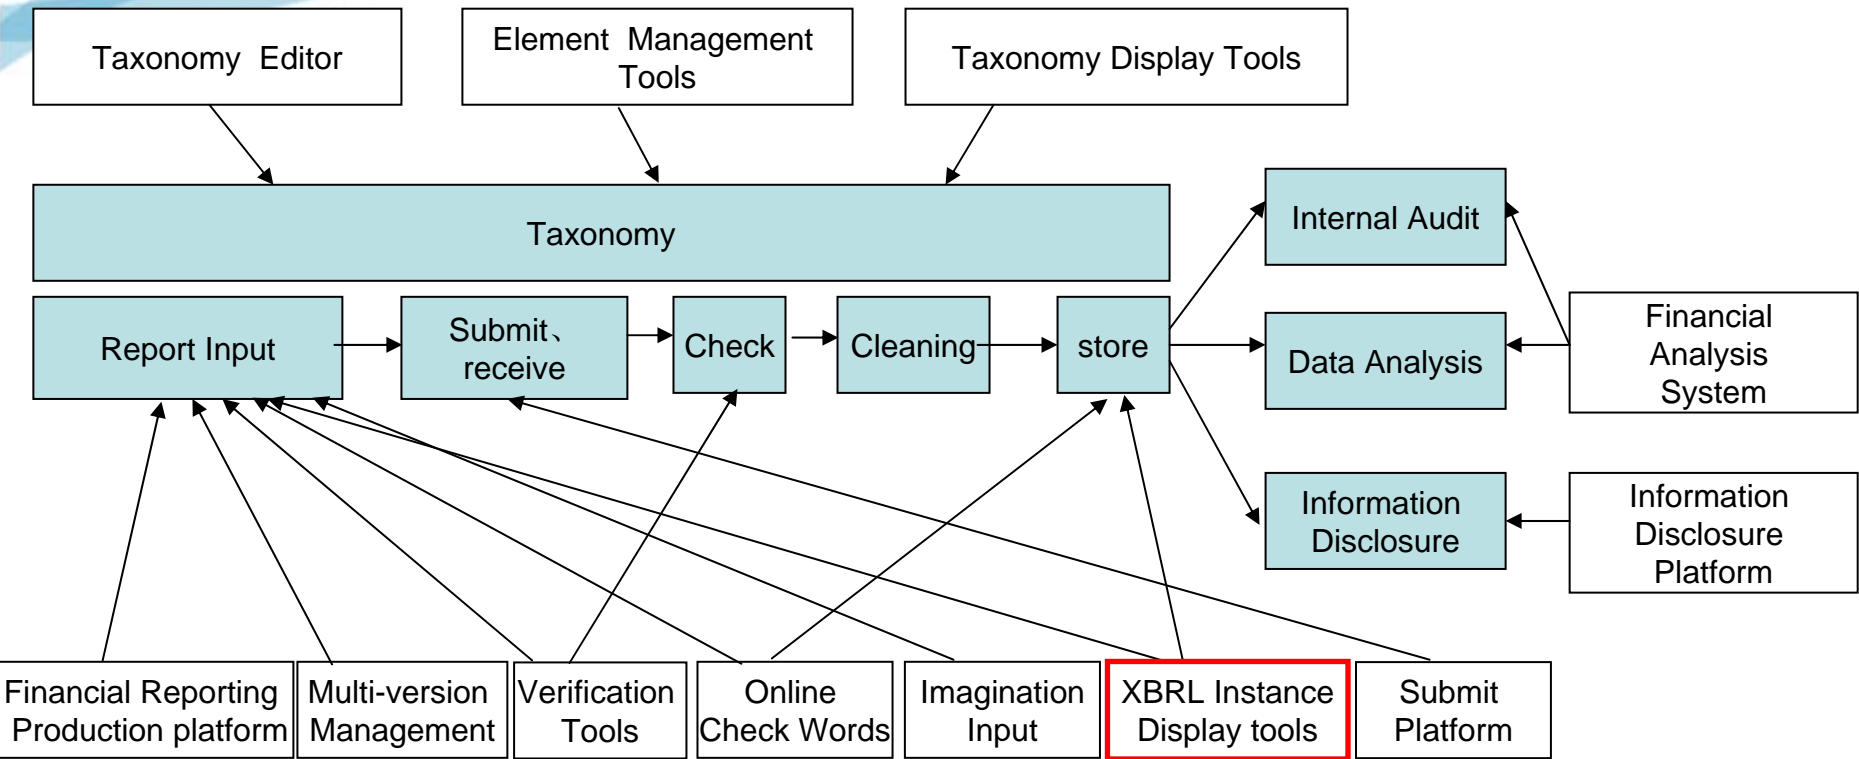 Taxonomy Editor
Element Management
Tools
Taxonomy Display Tools
Taxonomy
Internal Audit
Report Input
Submit、
receive
Check
Cleaning
store
Data Analysis
Financial
Analysis
System
Information
Disclosure
Information
Disclosure
Platform
Financial Reporting
Production platform
Multi-version
Management
Verification
Tools
Online
Check Words
Imagination
Input
XBRL Instance
Display tools
Submit
Platform